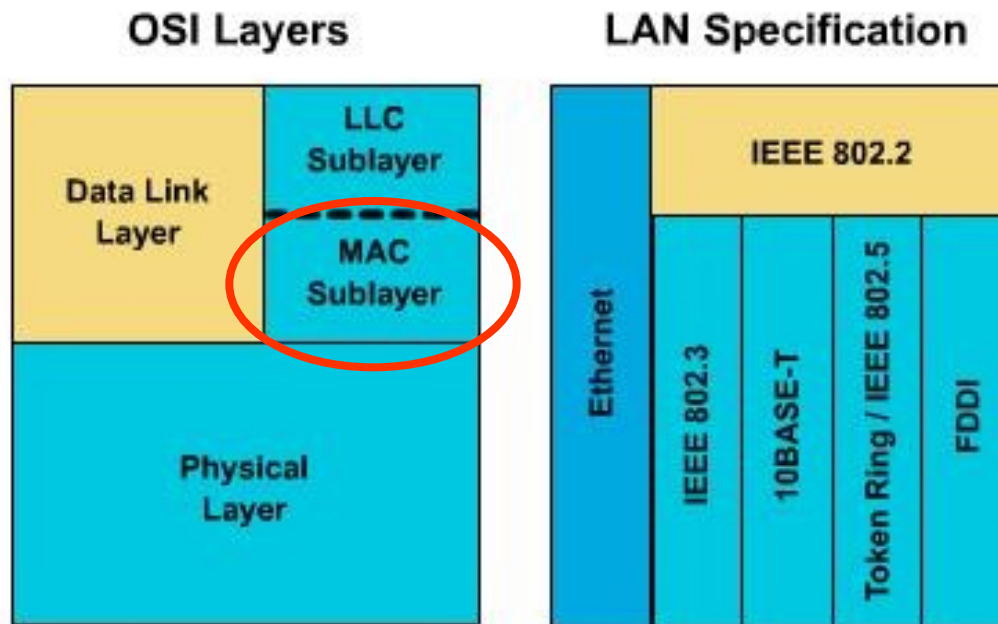 OSI Layers
LAN Specification
Data Link
Layer
LLC
Sublayer
MAC
Sublayer
Physical
Layer
Ethernet
IEEE 802.2
IEEE 802.3
10BASE-T
Token Ring / IEEE 802.5
FDDI